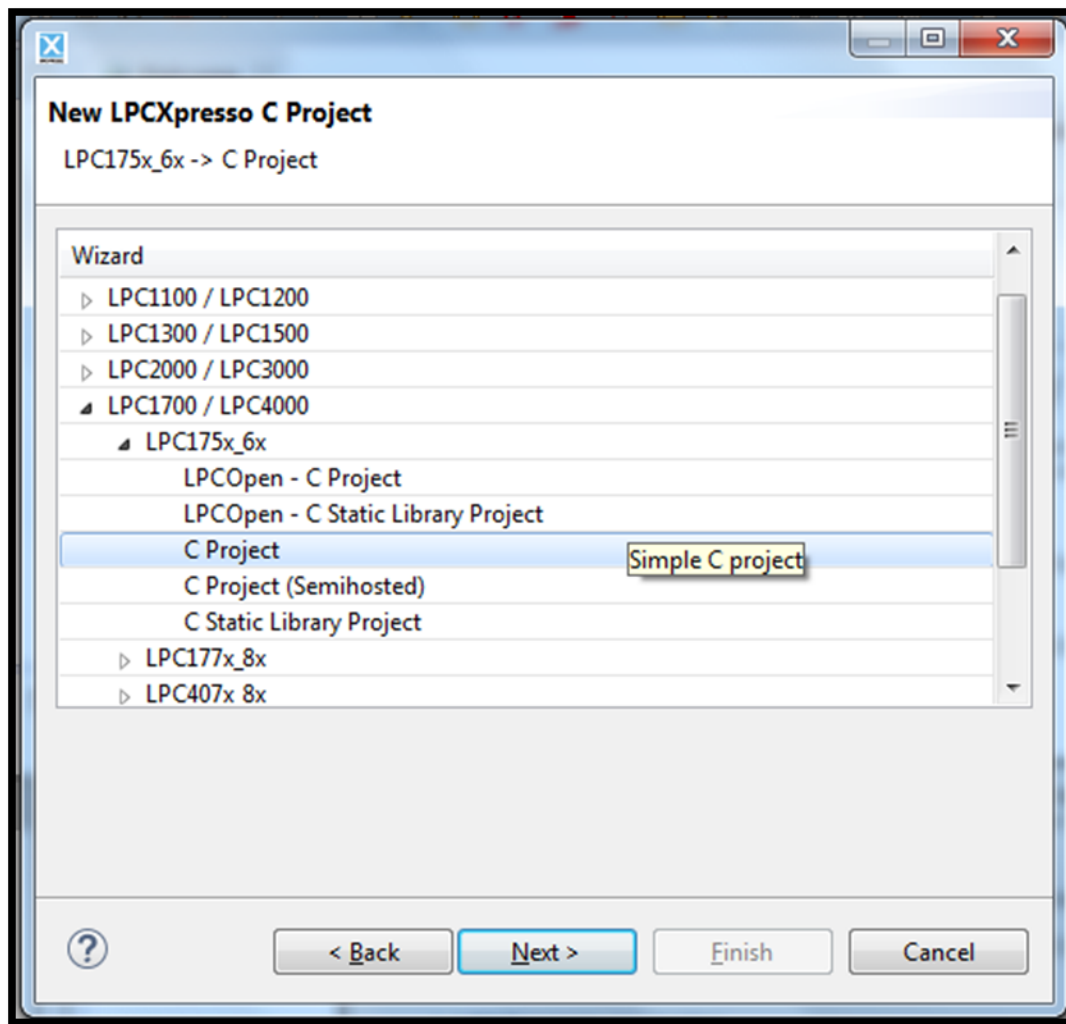 New LPCXpresso C Project
LPC175x_6x -> C Project
Wizard
LPC1100 / LPC1200
LPC1300 / LPC1500
LPC2000 / LPC3000
LPC1700 / LPC4000
LPC175x_6x
LPCOpen - C Project
LPCOpen - C Static Library Project
C Project
Simple C project
C Project (Semihosted)
C Static Library Project
LPC177x_8x
LPC407x 8x
? < Back Next > Finish Cancel